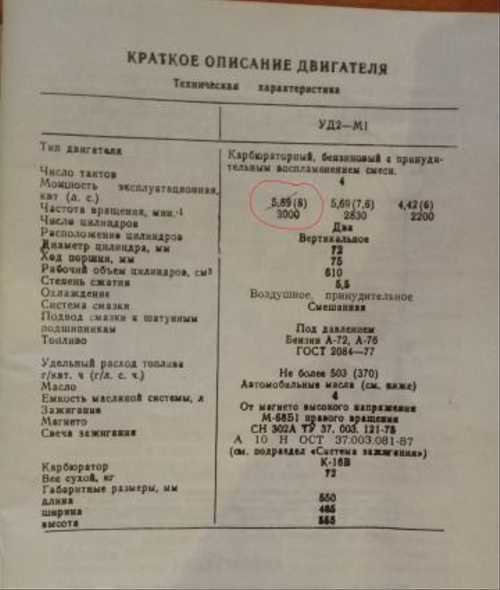 КРАТКОЕ ОПИСАНИЕ ДВИГАТЕЛЯ
Техническая характеристика
УД2—М1
Тип двигателя Карбюраторный, бензиновый с принуди-
тельным воспламенением смеси.
Число тактов 4
Мощность эксплуатационная,
квт (л. с.) 5,89 (8) 5,69 (7,6) 4,42 (6)
Частота вращения, мин.-1 3000 2830 2200
Число цилиндров Два
Расположение цилиндров Вертикальное
Диаметр цилиндра, мм 72
Ход поршня, мм 75
Рабочий объем цилиндров, см3 610
Степень сжатия 5,5
Охлаждение Воздушное, принудительное
Система смазки Смешанная
Подвод смазки к шатунным
подшипникам Под давлением
Топливо Бензин А-72, А-76
ГОСТ 2084—77
Удельный расход топлива
г/квт. ч (г/л. с. ч.) Не более 503 (370)
Масло Автомобильные масла (см. ниже)
Емкость масляной системы, л 4
Зажигания От магнето высокого напряжения
Магнето М-68Б1 правого вращения
Свеча зажигания СН 302А ТУ 37. 003. 121-78
А 10 Н ОСТ 37.003.081-87
(см. подраздел «Система зажигания»)
Карбюратор К-16В
Вес сухой, кг 72
Габаритные размеры, мм
длина 550
ширина 485
высота 555